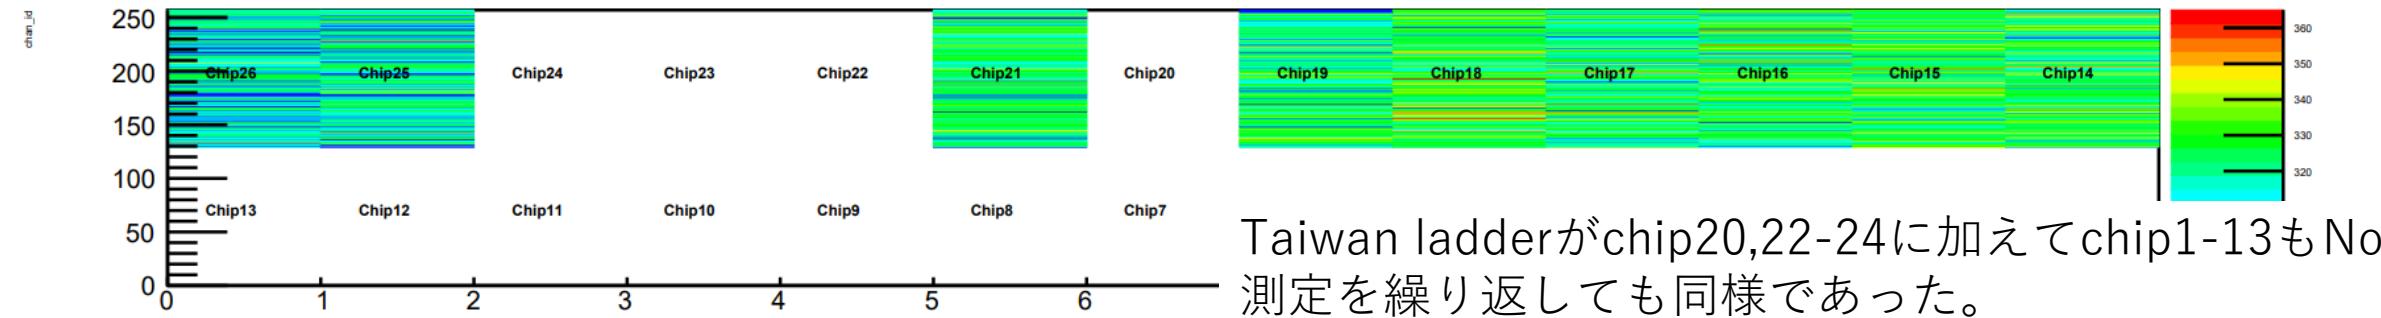 chan_id
250
200
150
100
50
0
Chip26 Chip25 Chip24 Chip23 Chip22 Chip21 Chip20 Chip19 Chip18 Chip17 Chip16 Chip15 Chip14
Chip13 Chip12 Chip11 Chip10 Chip9 Chip8 Chip7
0 1 2 3 4 5 6
360
350
340
330
320
Taiwan ladderがchip20,22-24に加えてchip1-13もNo
測定を繰り返しても同様であった。